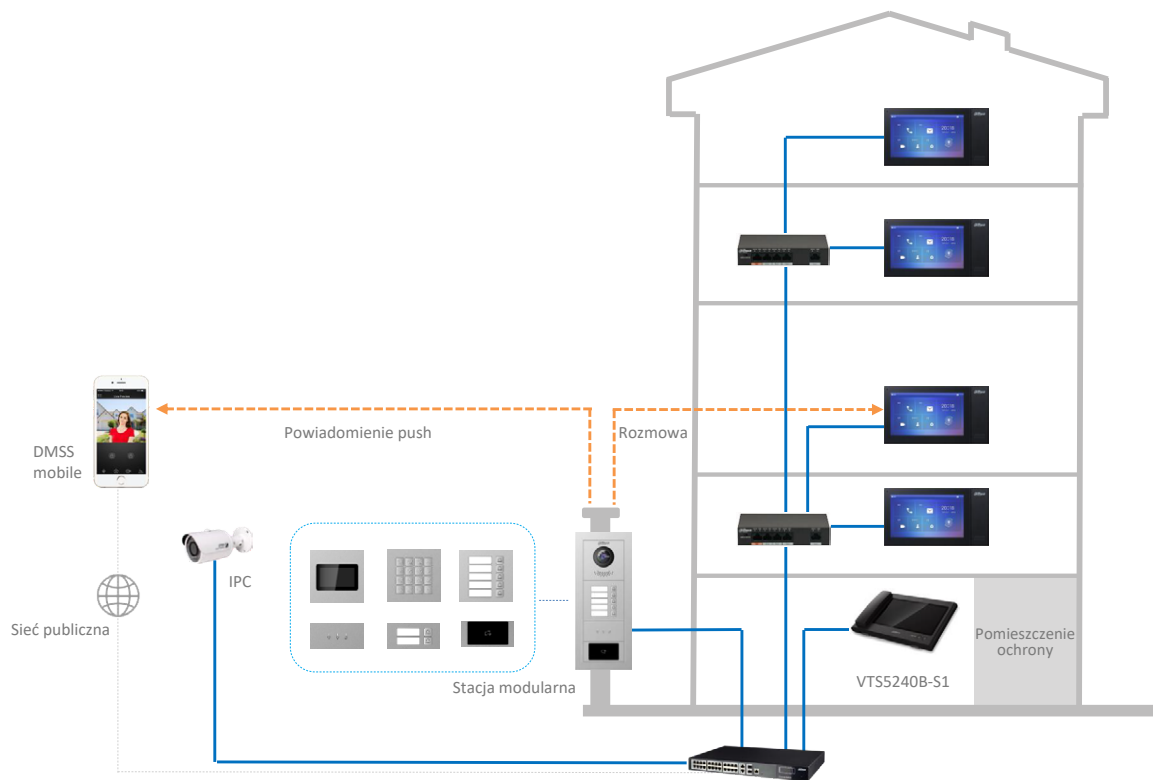 Powiadomienie push
Rozmowa
DMSS
mobile
IPC
Sieć publiczna
Stacja modularna
VTS5240B-S1
Pomieszczenie
ochrony